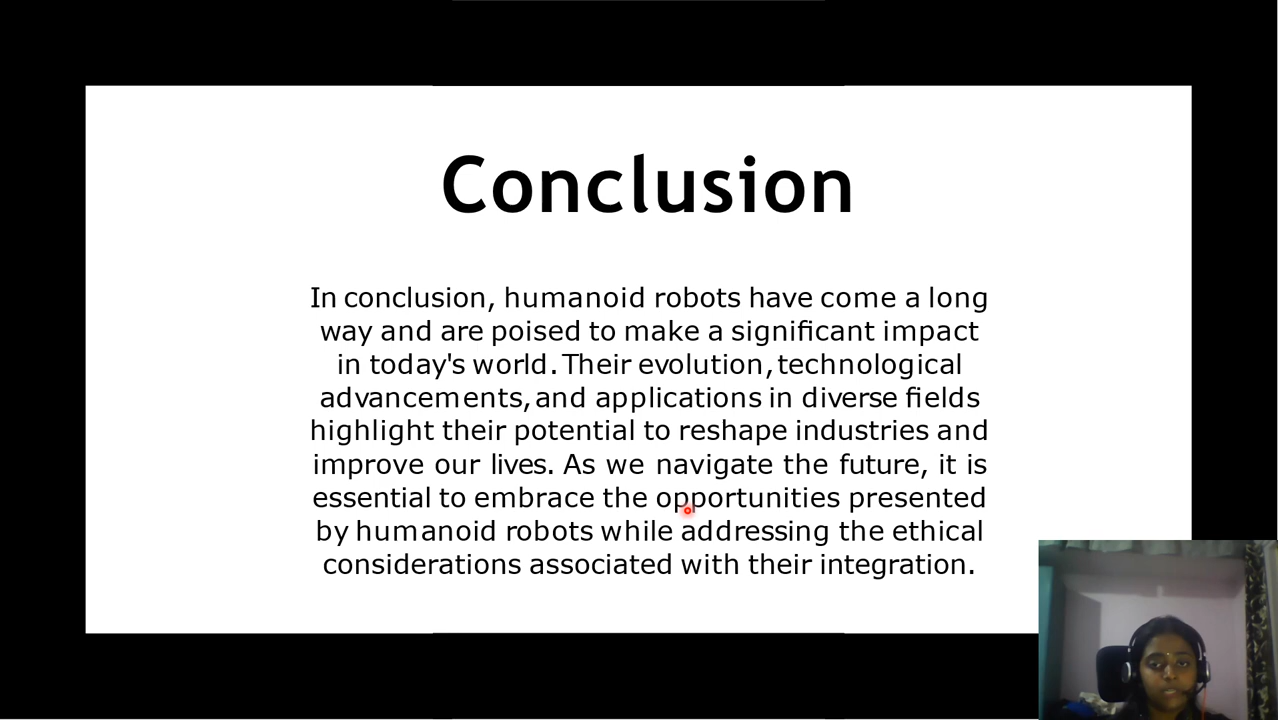 Conclusion
In conclusion, humanoid robots have come a long
way and are poised to make a significant impact
in today's world. Their evolution, technological
advancements, and applications in diverse fields
highlight their potential to reshape industries and
improve our lives. As we navigate the future, it is
essential to embrace the opportunities presented
by humanoid robots while addressing the ethical
considerations associated with their integration.